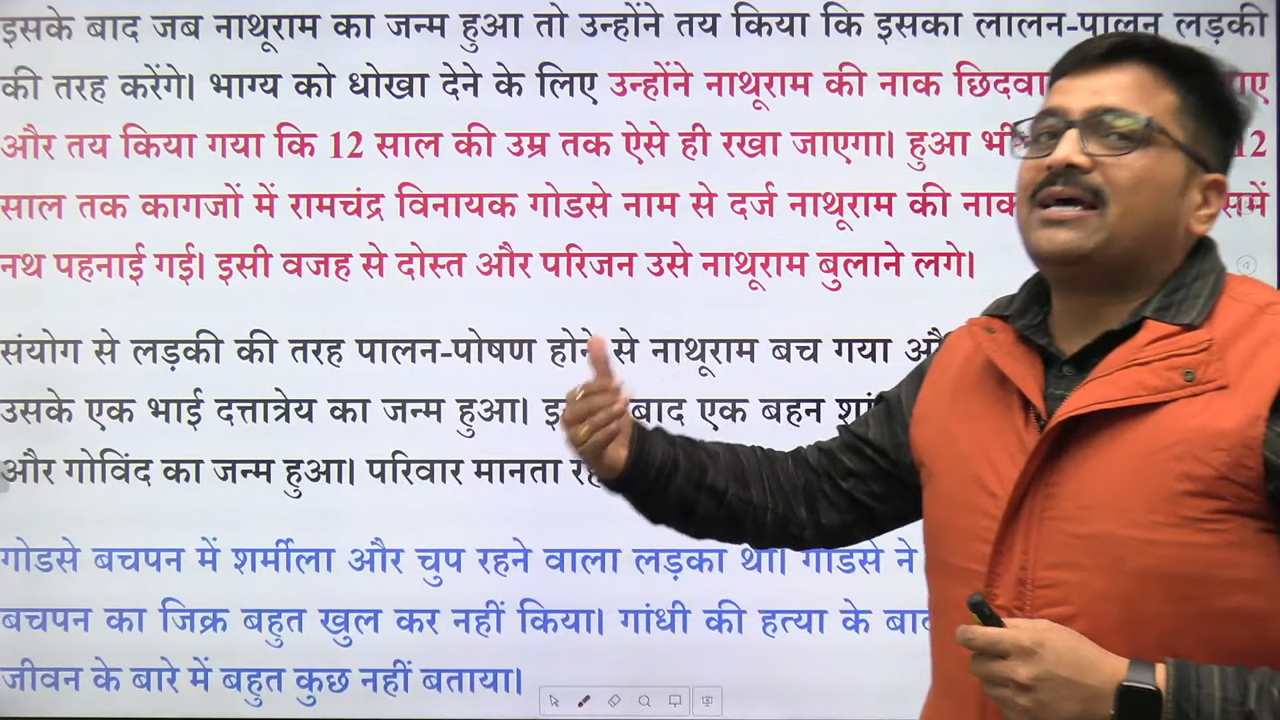 इसके बाद जब नाथूराम का जन्म हुआ तो उन्होंने तय किया कि इसका लालन-पालन लड़की
की तरह करेंगे। भाग्य को धोखा देने के लिए उन्होंने नाथूराम की नाक
और तय किया गया कि 12 साल की उम्र तक ऐसे ही रखा जाएगा। हुआ 12
साल तक कागजों में रामचंद्र विनायक गोडसे नाम से दर्ज नाथूराम की
नथ पहनाई गई। इसी वजह से दोस्त और परिजन उसे नाथूराम बुलाने लगे।
संयोग से लड़की की तरह पालन-पोषण होने से नाथूराम बच गया
उसके एक भाई दत्तात्रेय का जन्म हुआ। बाद एक बहन
और गोविंद का जन्म हुआ। परिवार मानता
गोडसे बचपन में शर्मीला और चुप रहने वाला लड़का था। गोडसे ने
बचपन का जिक्र बहुत खुल कर नहीं किया। गांधी की हत्या के
जीवन के बारे में बहुत कुछ नहीं बताया।